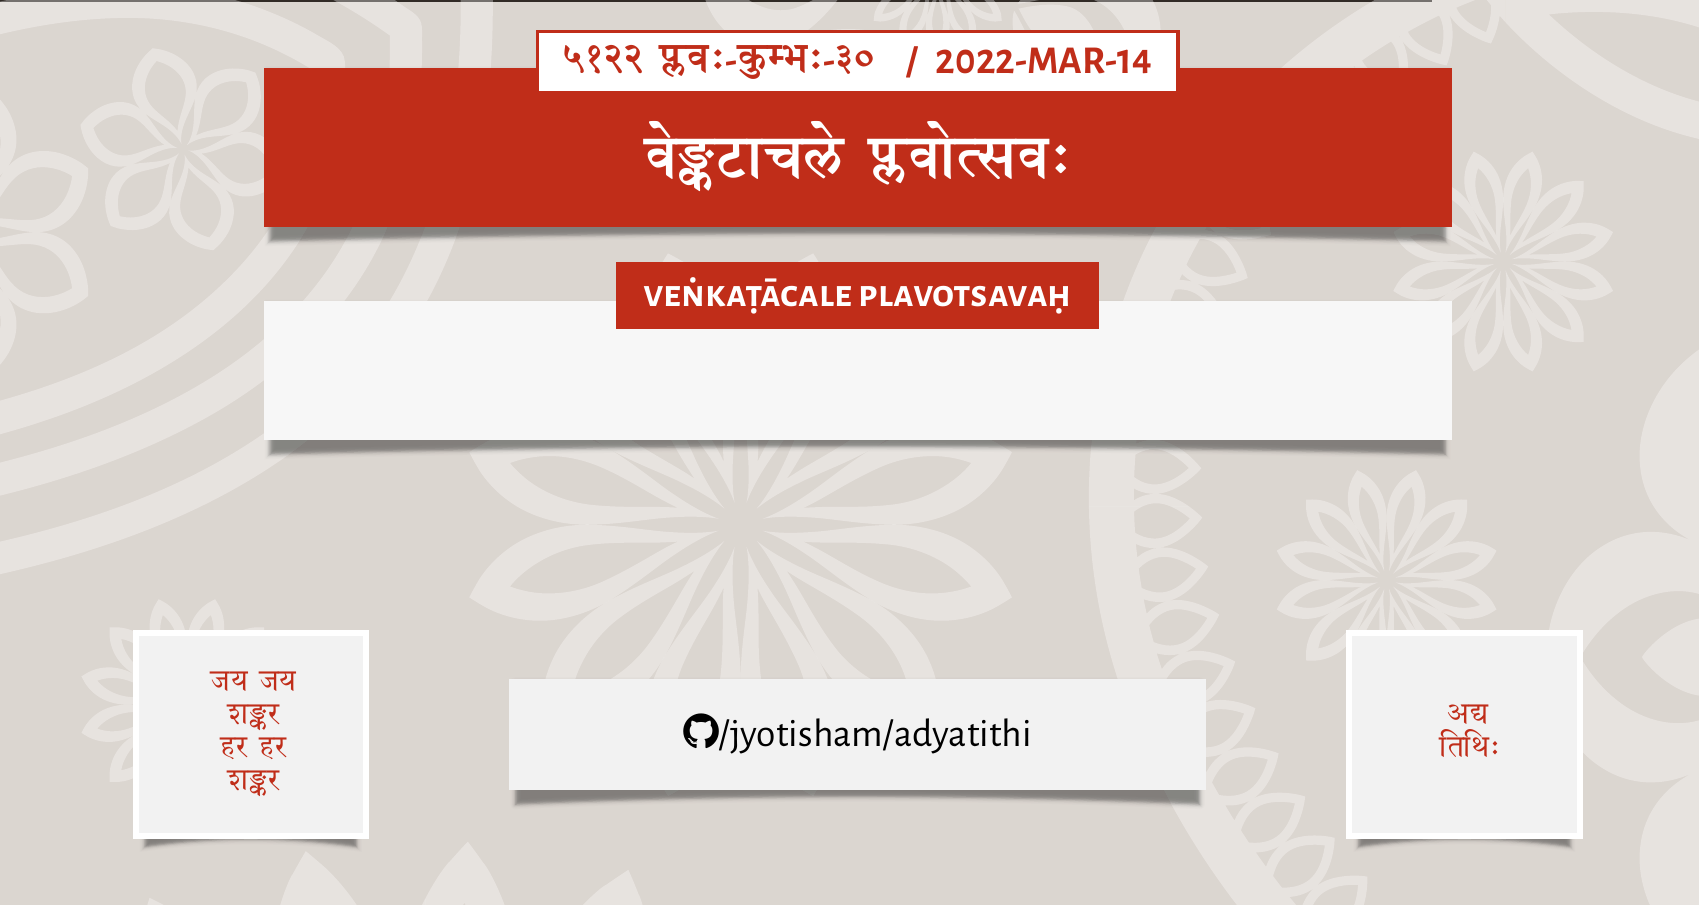 ५१२२ प्लवः-कुम्भः-३० / 2022-MAR-14
वेङ्कटाचले प्लवोत्सवः
VEṄKAṬĀCALE PLAVOTSAVAḤ
जय जय
शङ्कर
हर हर
शङ्कर
/jyotisham/adyatithi
अद्य
तिथिः